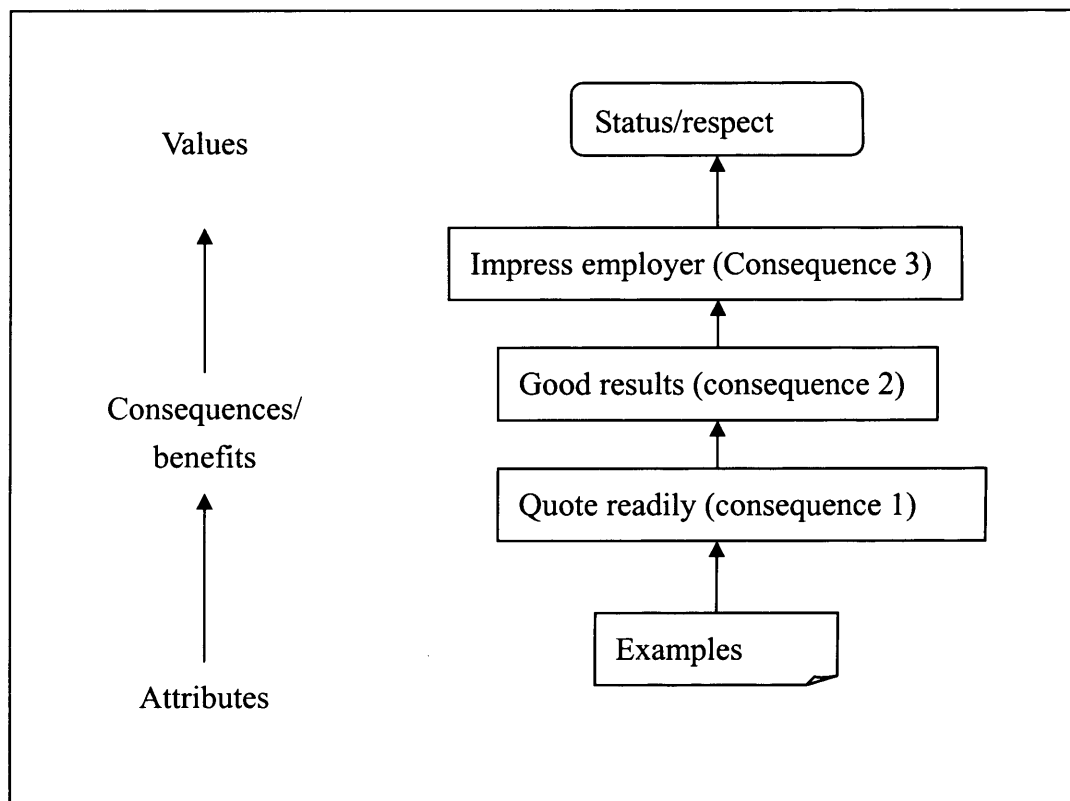 Values
Consequences/
benefits
Attributes
Status/respect
Impress employer (Consequence 3)
Good results (consequence 2)
Quote readily (consequence 1)
Examples